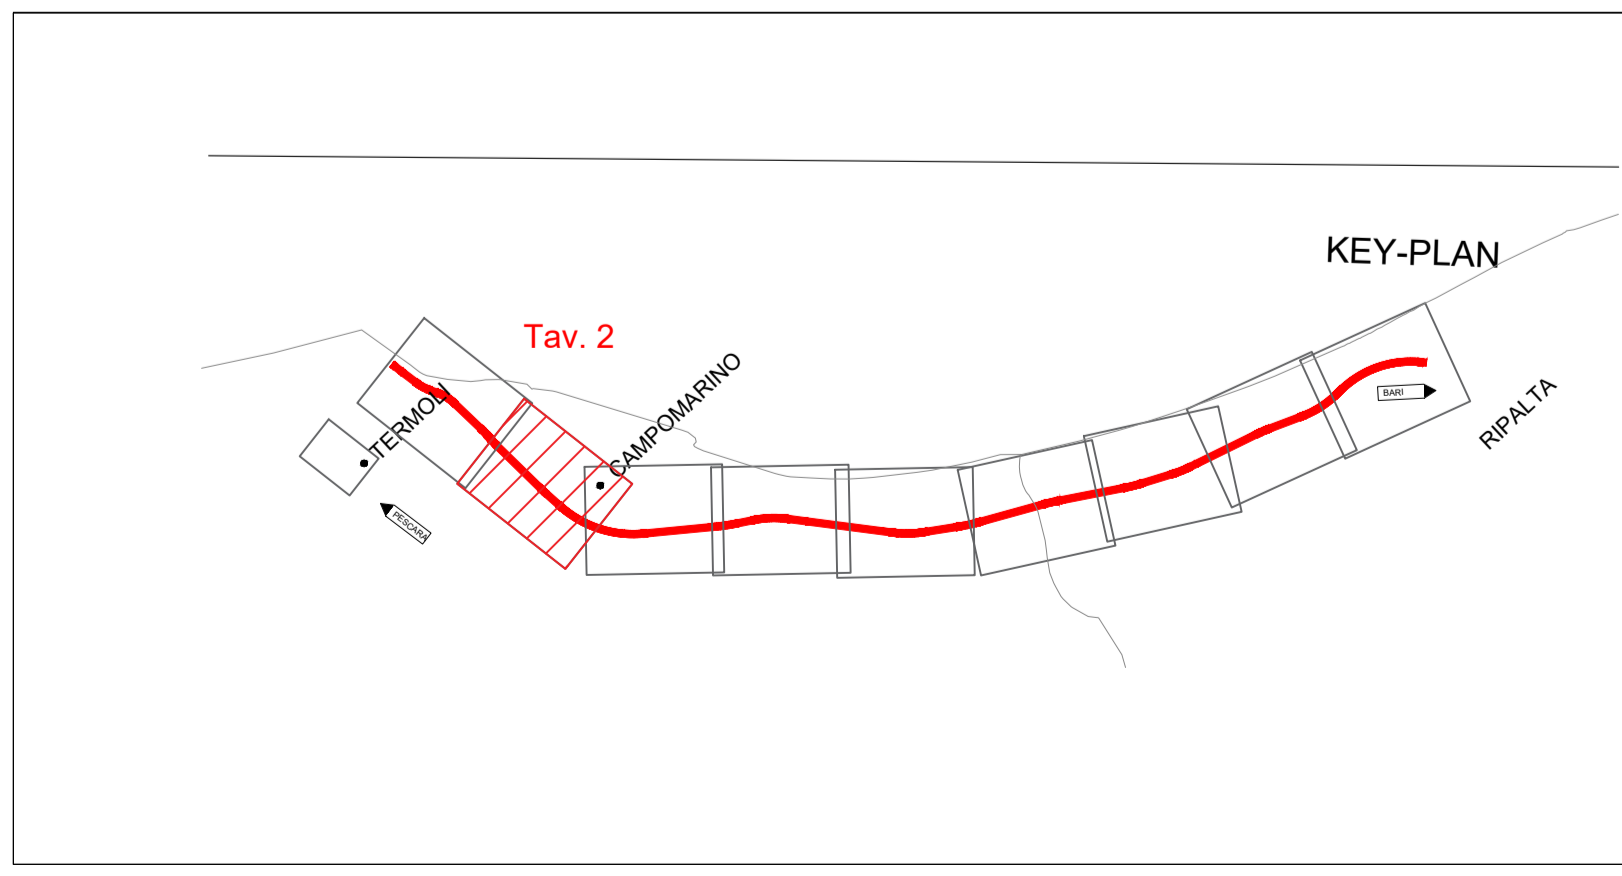 KEY-PLAN
Tav. 2
TERMOLI
CAMPOMARINO
BARI
RIPALTA
PESCARA